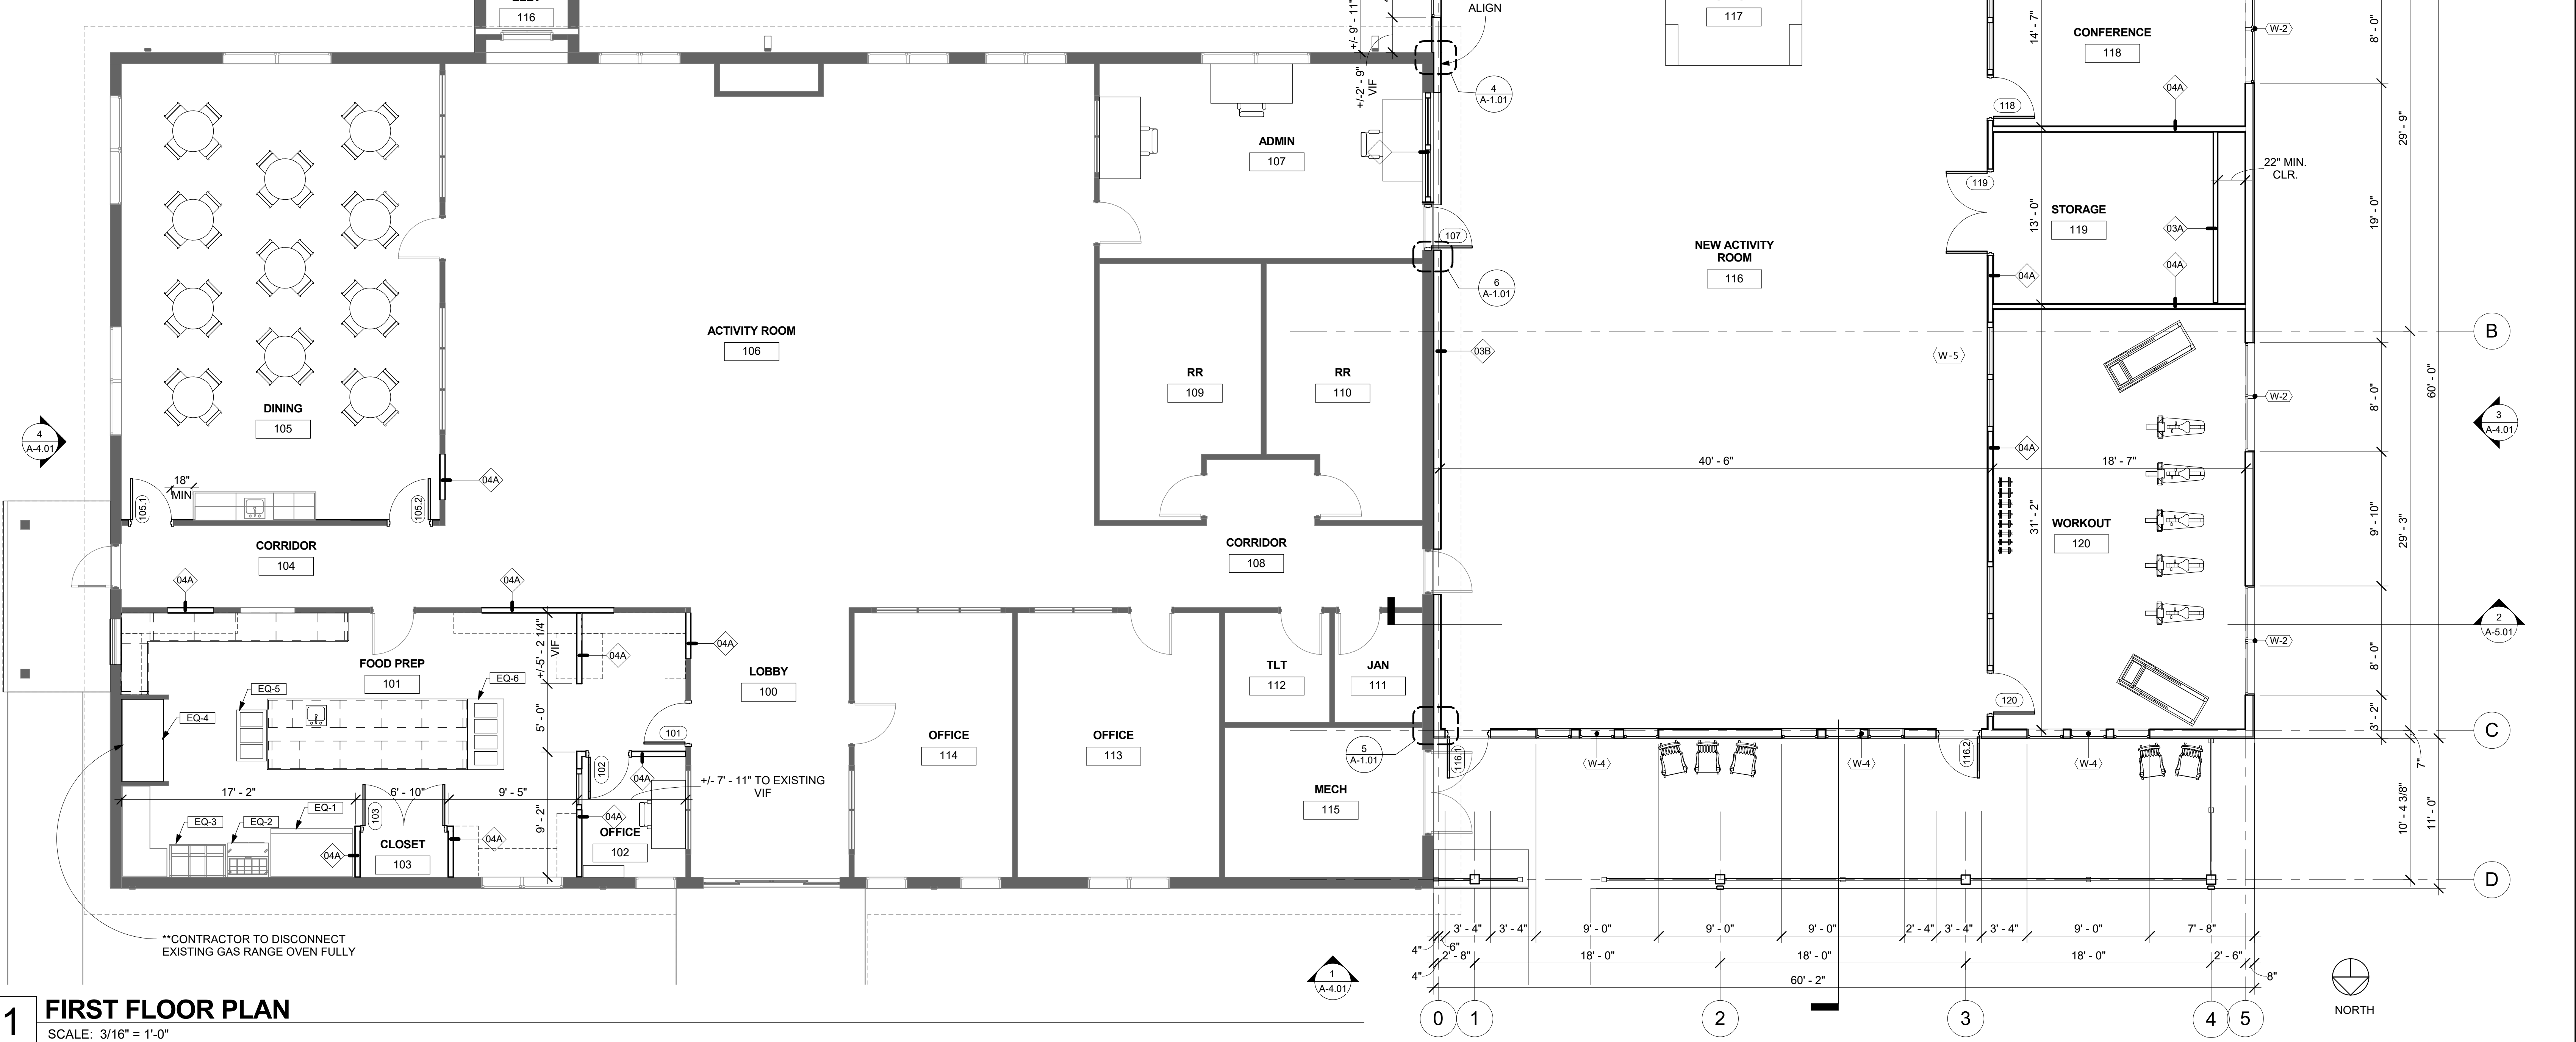 116
+/- 9' - 11"
ALIGN
117
14' - 7"
CONFERENCE
118
W-2
8' - 0"
+/-2' - 9"
VIF
4
A-1.01
118
04A
29' - 9"
ADMIN
107
22" MIN.
CLR.
119
STORAGE
119
13' - 0"
03A
19' - 0"
107
04A
04A
NEW ACTIVITY
ROOM
116
6
A-1.01
ACTIVITY ROOM
106
B
03B
W-5
RR
109
RR
110
60' - 0"
DINING
105
W-2
8' - 0"
4
A-4.01
3
A-4.01
04A
40' - 6"
18' - 7"
18"
MIN
04A
105.1
105.2
31' - 2"
WORKOUT
120
9' - 10"
29' - 3"
CORRIDOR
104
CORRIDOR
108
04A
04A
2
A-5.01
+/-5' - 2 1/4"
VIF
04A
04A
W-2
FOOD PREP
101
LOBBY
100
TLT
112
JAN
111
8' - 0"
EQ-5
EQ-6
EQ-4
120
3' - 2"
5' - 0"
101
OFFICE
114
OFFICE
113
C
5
A-1.01
116.1
116.2
W-4
W-4
W-4
7"
102
04A
+/- 7' - 11" TO EXISTING
VIF
MECH
115
17' - 2"
6' - 10"
9' - 5"
EQ-1
103
9' - 2"
04A
EQ-3
EQ-2
OFFICE
102
CLOSET
103
04A
04A
10' - 4 3/8"
11' - 0"
D
**CONTRACTOR TO DISCONNECT
EXISTING GAS RANGE OVEN FULLY
3' - 4"
3' - 4"
9' - 0"
9' - 0"
9' - 0"
2' - 4"
3' - 4"
3' - 4"
9' - 0"
7' - 8"
4"
6"
2' - 8"
18' - 0"
18' - 0"
18' - 0"
2' - 6"
4"
8"
1
A-4.01
60' - 2"
1
FIRST FLOOR PLAN
SCALE: 3/16" = 1'-0"
0
1
2
3
4
5
NORTH